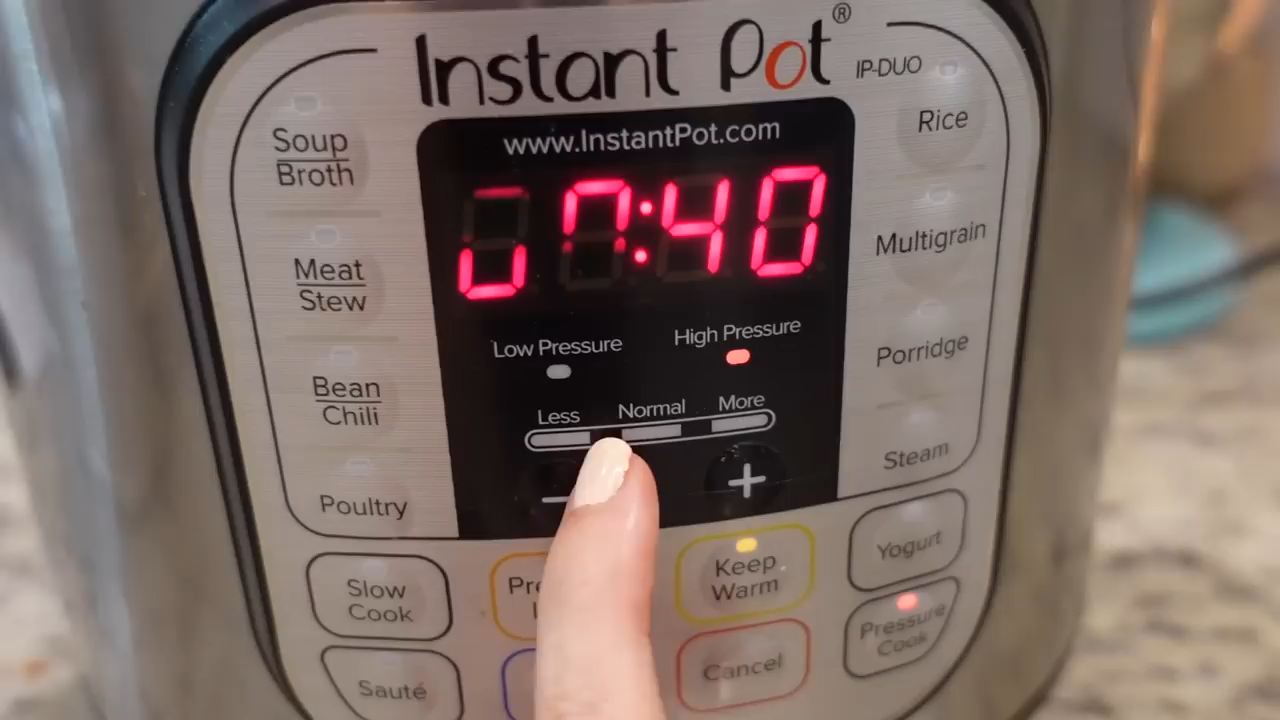 Instant Pot®
IP-DUO
www.InstantPot.com
Soup
Broth
Meat
Stew
Bean
Chili
Poultry
:40
Low Pressure
High Pressure
Less Normal More
+
Rice
Multigrain
Porridge
Steam
Slow
Cook
Keep
Warm
Yogurt
Sauté
Cancel
Pressure
Cook